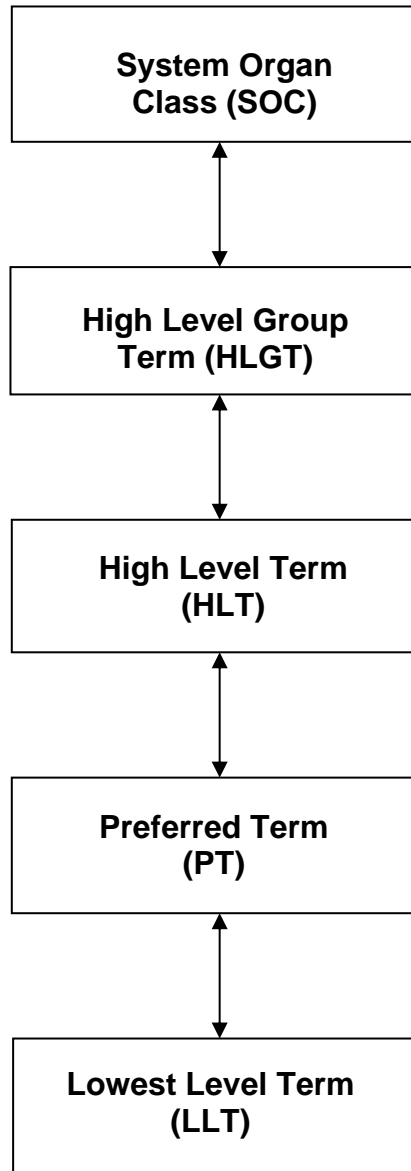 System Organ
Class (SOC)
High Level Group
Term (HLGT)
High Level Term
(HLT)
Preferred Term
(PT)
Lowest Level Term
(LLT)